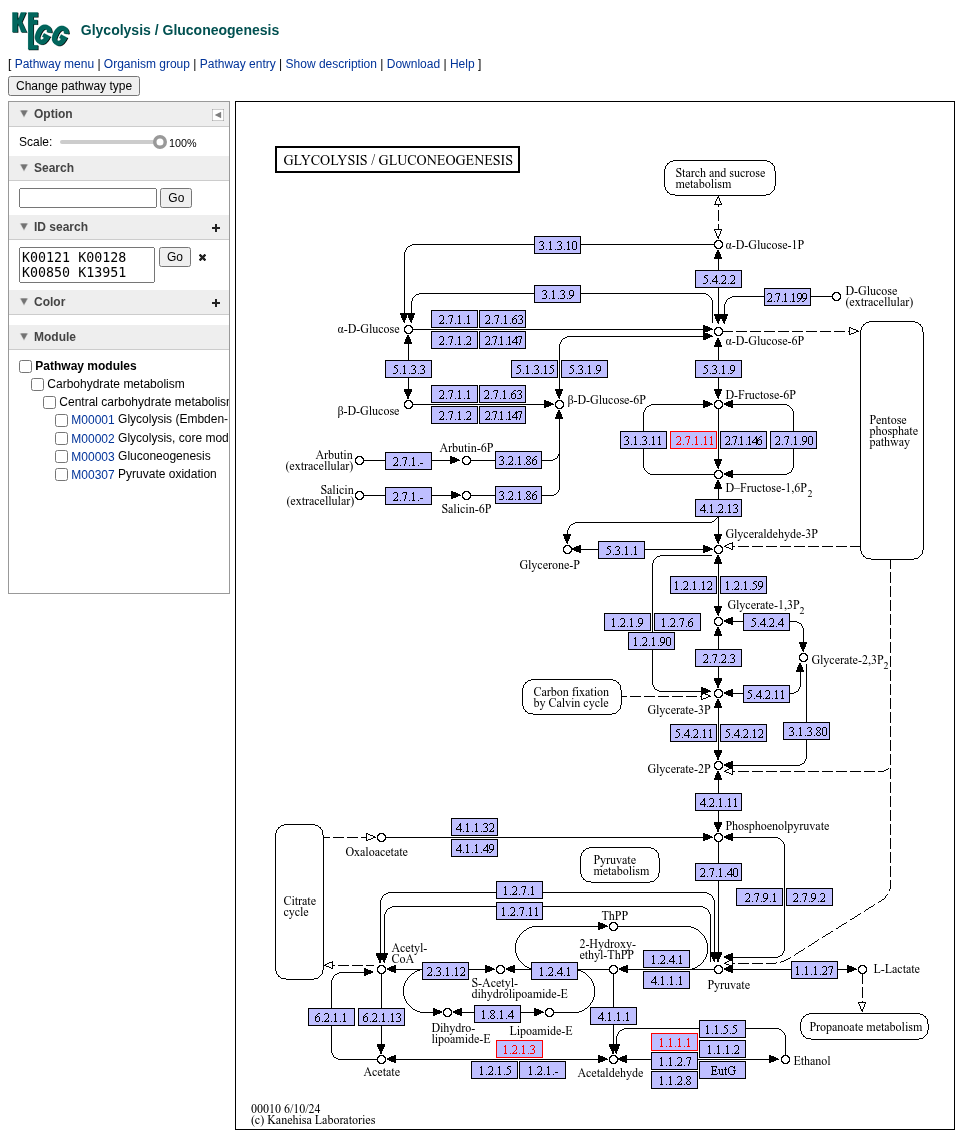 KEGG Glycolysis / Gluconeogenesis
[ Pathway menu | Organism group | Pathway entry | Show description | Download | Help ]
Change pathway type
Option
Scale: 100%
Search
Go
ID search +
K00121 K00128
K00850 K13951
Go ✖
Color +
Module
Pathway modules
Carbohydrate metabolism
Central carbohydrate metabolism
M00001 Glycolysis (Embden-
M00002 Glycolysis, core mod
M00003 Gluconeogenesis
M00307 Pyruvate oxidation
GLYCOLYSIS / GLUCONEOGENESIS
Starch and sucrose
metabolism
3.1.3.10
α-D-Glucose-1P
5.4.2.2
3.1.3.9
2.7.1.199
D-Glucose
(extracellular)
α-D-Glucose
2.7.1.1 2.7.1.63
2.7.1.2 2.7.1.147
α-D-Glucose-6P
5.1.3.3
5.1.3.15 5.3.1.9
5.3.1.9
β-D-Glucose
2.7.1.1 2.7.1.63
2.7.1.2 2.7.1.147
β-D-Glucose-6P
D-Fructose-6P
Pentose
phosphate
pathway
3.1.3.11 2.7.1.11 2.7.1.146 2.7.1.90
Arbutin
(extracellular)
2.7.1.-
Arbutin-6P
3.2.1.86
Salicin
(extracellular)
2.7.1.-
Salicin-6P
3.2.1.86
D-Fructose-1,6P2
4.1.2.13
Glyceraldehyde-3P
5.3.1.1
Glycerone-P
1.2.1.12 1.2.1.59
Glycerate-1,3P2
1.2.1.9 1.2.7.6
1.2.1.90
5.4.2.4
2.7.2.3
Glycerate-2,3P2
Carbon fixation
by Calvin cycle
5.4.2.11
Glycerate-3P
5.4.2.11 5.4.2.12
3.1.3.80
Glycerate-2P
4.2.1.11
Phosphoenolpyruvate
4.1.1.32
4.1.1.49
Oxaloacetate
Pyruvate
metabolism
2.7.1.40
2.7.9.1 2.7.9.2
Citrate
cycle
1.2.7.1
1.2.7.11
ThPP
Acetyl-
CoA
2-Hydroxy-
ethyl-ThPP
2.3.1.12
1.2.4.1
1.2.4.1
4.1.1.1
1.1.1.27
L-Lactate
Pyruvate
S-Acetyl-
dihydrolipoamide-E
6.2.1.1 6.2.1.13
1.8.1.4
4.1.1.1
Dihydro-
lipoamide-E
Lipoamide-E
Propanoate metabolism
1.2.1.3
1.1.1.1
1.1.5.5
1.1.2.7
1.1.1.2
1.1.2.8
EutG
Ethanol
Acetate
1.2.1.5 1.2.1.-
Acetaldehyde
00010 6/10/24
(c) Kanehisa Laboratories